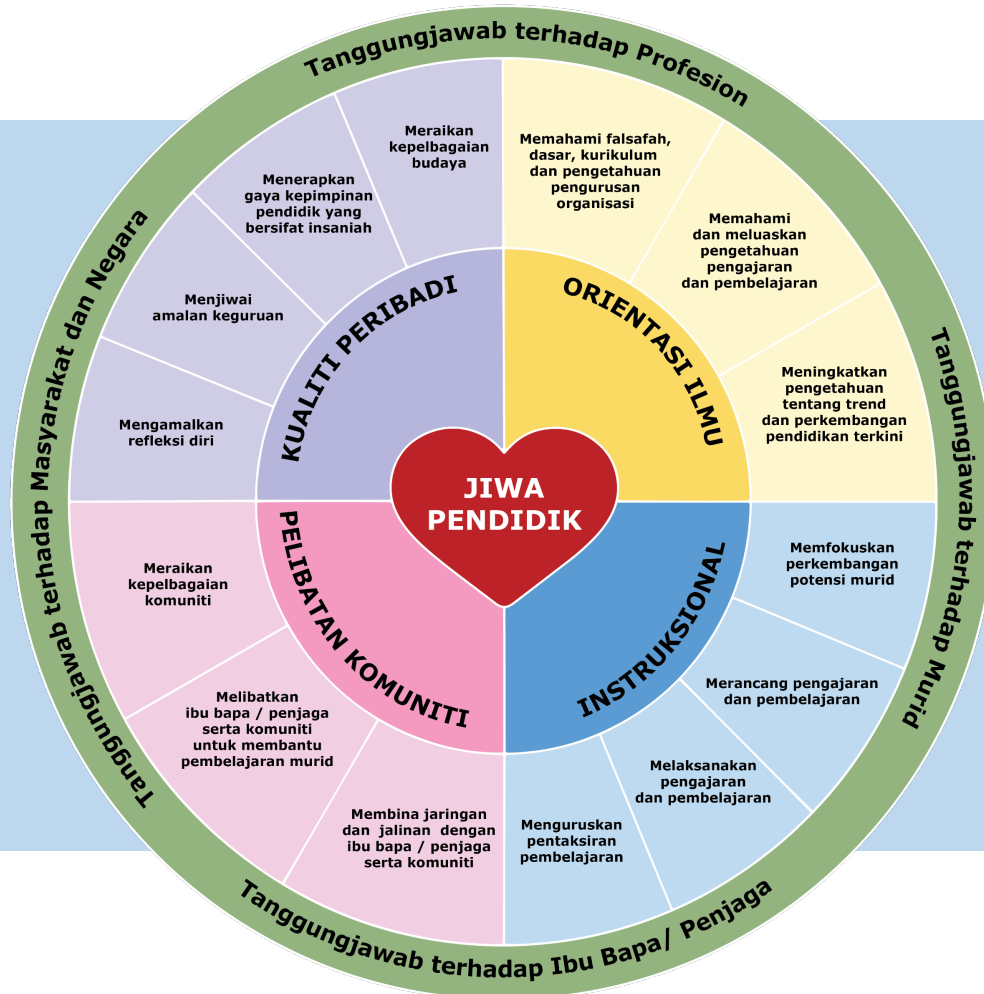 Tanggungjawab terhadap Profesion
Tanggungjawab terhadap Masyarakat dan Negara
Tanggungjawab terhadap Murid
Tanggungjawab terhadap Ibu Bapa/ Penjaga
JIWA
PENDIDIK
KUALITI PERIBADI
Meraikan
kepelbagaian
budaya
Menerapkan
gaya kepimpinan
pendidik yang
bersifat insaniah
Menjiwai
amalan keguruan
Mengamalkan
refleksi diri
ORIENTASI ILMU
Memahami falsafah,
dasar, kurikulum
dan pengetahuan
pengurusan
organisasi
Memahami
dan meluaskan
pengetahuan
pengajaran
dan pembelajaran
Meningkatkan
pengetahuan
tentang trend
dan perkembangan
pendidikan terkini
INSTRUKSIONAL
Memfokuskan
perkembangan
potensi murid
Merancang pengajaran
dan pembelajaran
Melaksanakan
pengajaran
dan pembelajaran
Menguruskan
pentaksiran
pembelajaran
PELIBATAN KOMUNITI
Meraikan
kepelbagaian
komuniti
Melibatkan
ibu bapa / penjaga
serta komuniti
untuk membantu
pembelajaran murid
Membina jaringan
dan jalinan dengan
ibu bapa / penjaga
serta komuniti